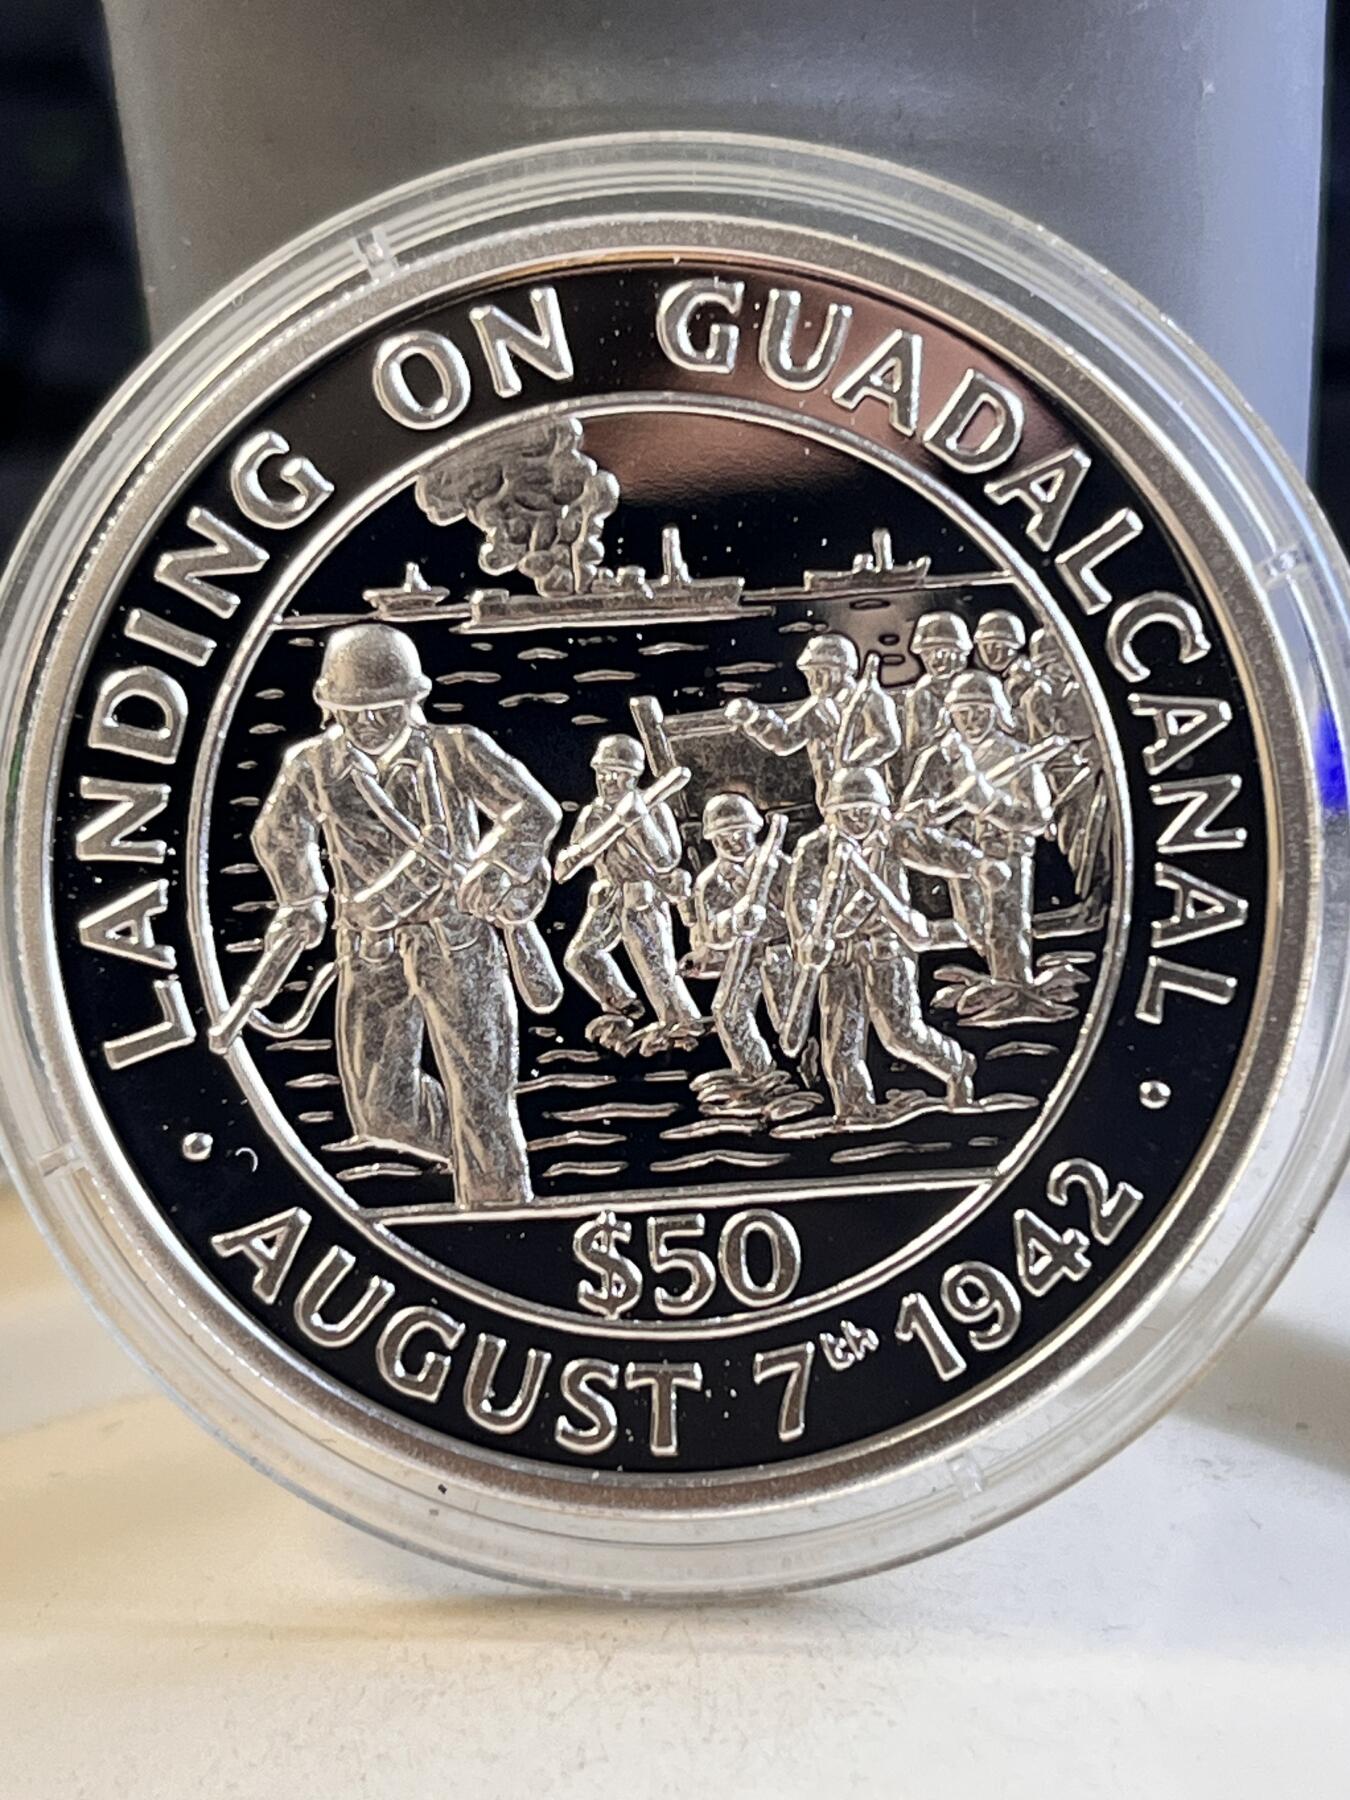 LANDING ON GUADALCANAL
$50
• AUGUST 7th 1942 •